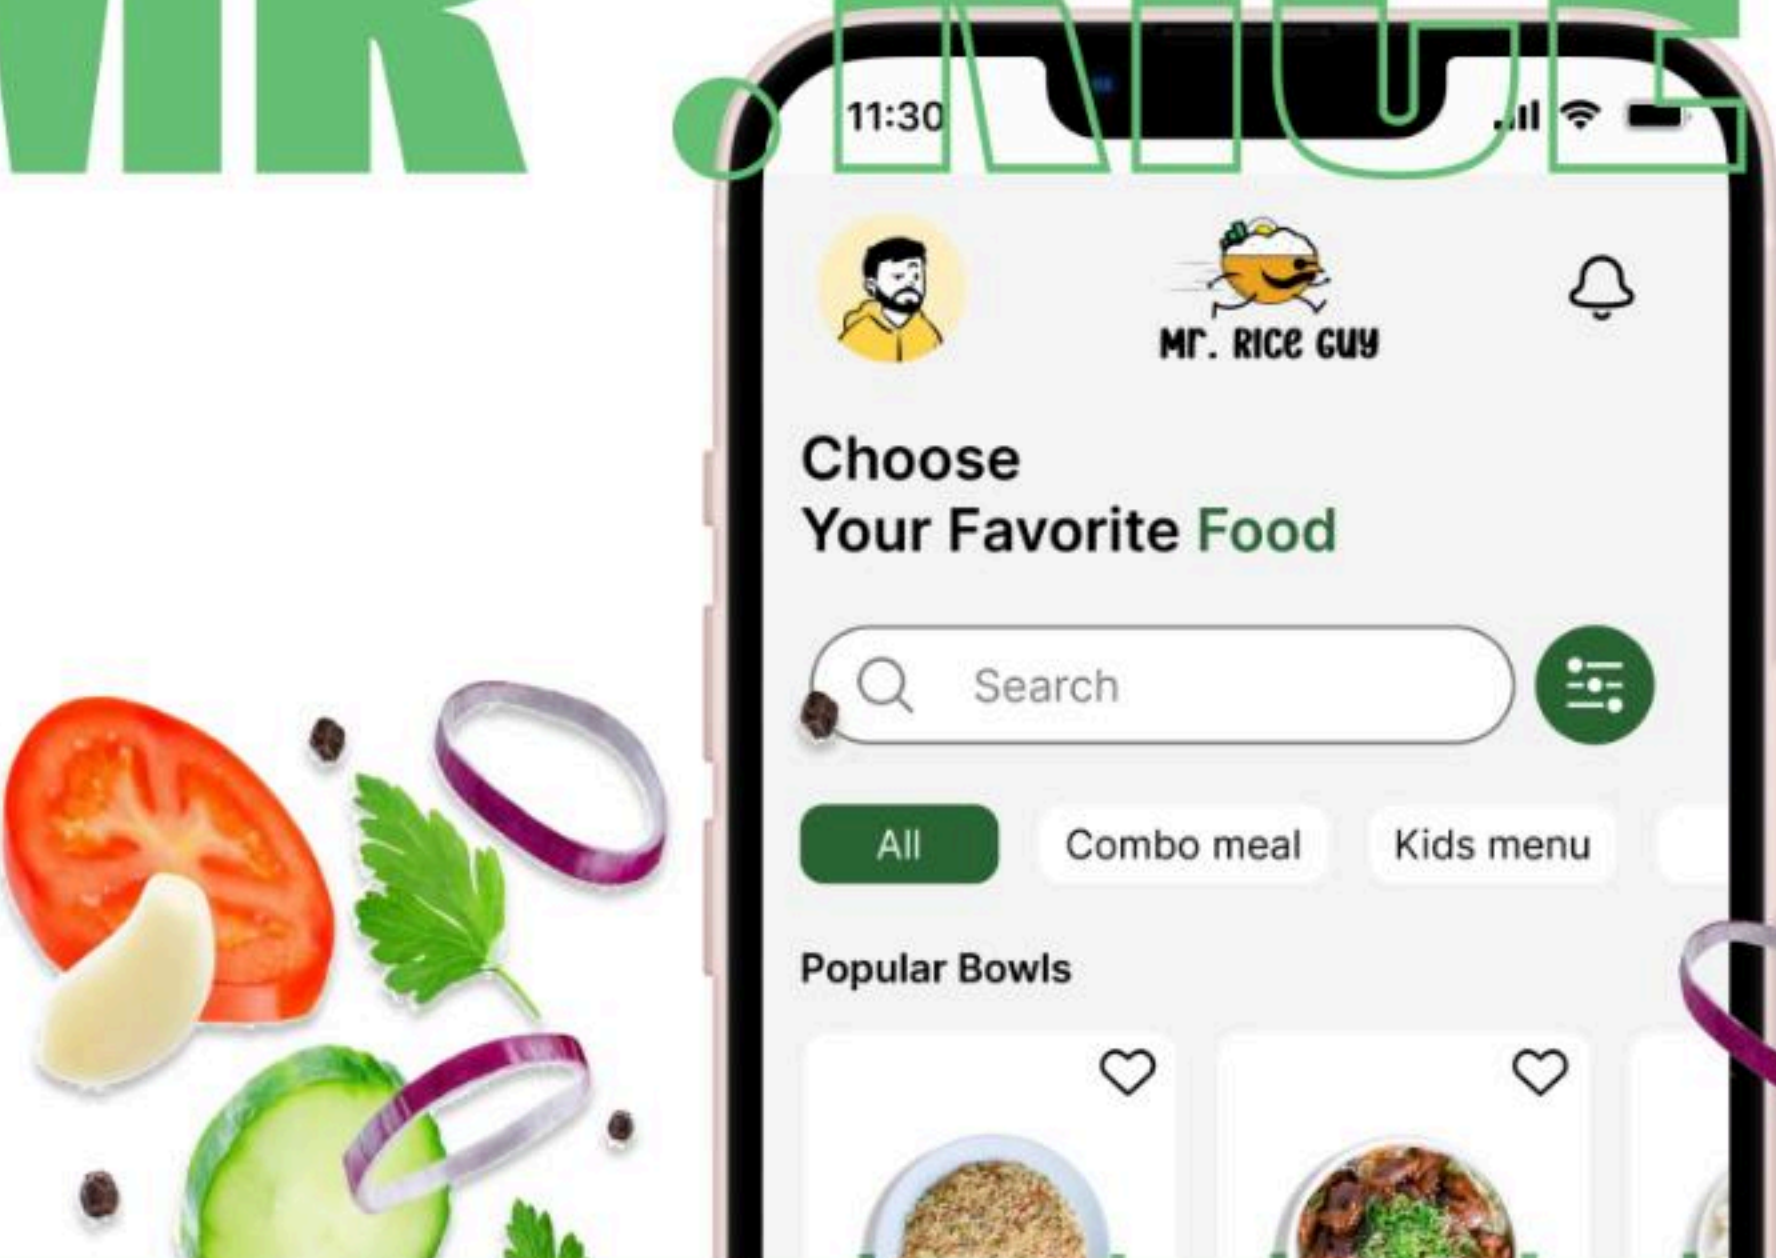 MR . RICE
11:30
Mr. RICE GUY
Choose
Your Favorite Food
Search
All
Combo meal
Kids menu
Popular Bowls